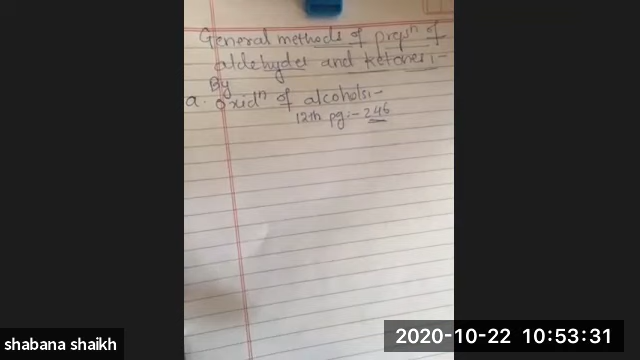 General methods of prepsn of
aldehydes and ketones:-
By
a. oxidn of alcohols:-
12th pg:- 246
shabana shaikh
2020-10-22 10:53:31